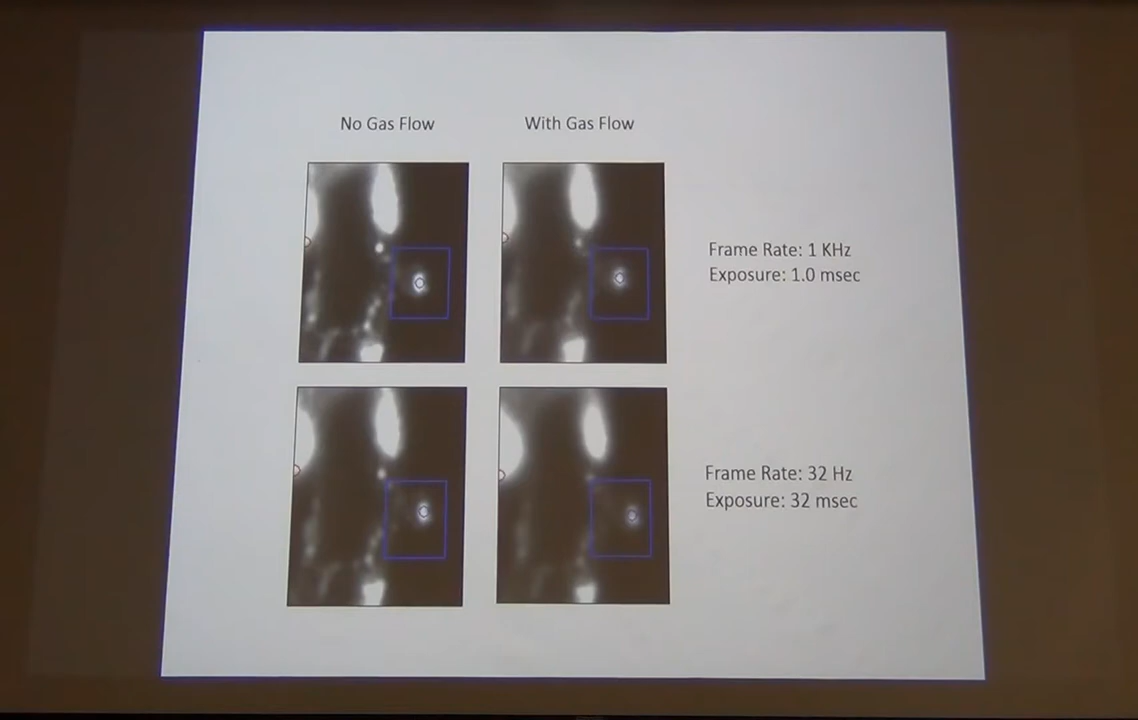 No Gas Flow
With Gas Flow
Frame Rate: 1 KHz
Exposure: 1.0 msec
Frame Rate: 32 Hz
Exposure: 32 msec